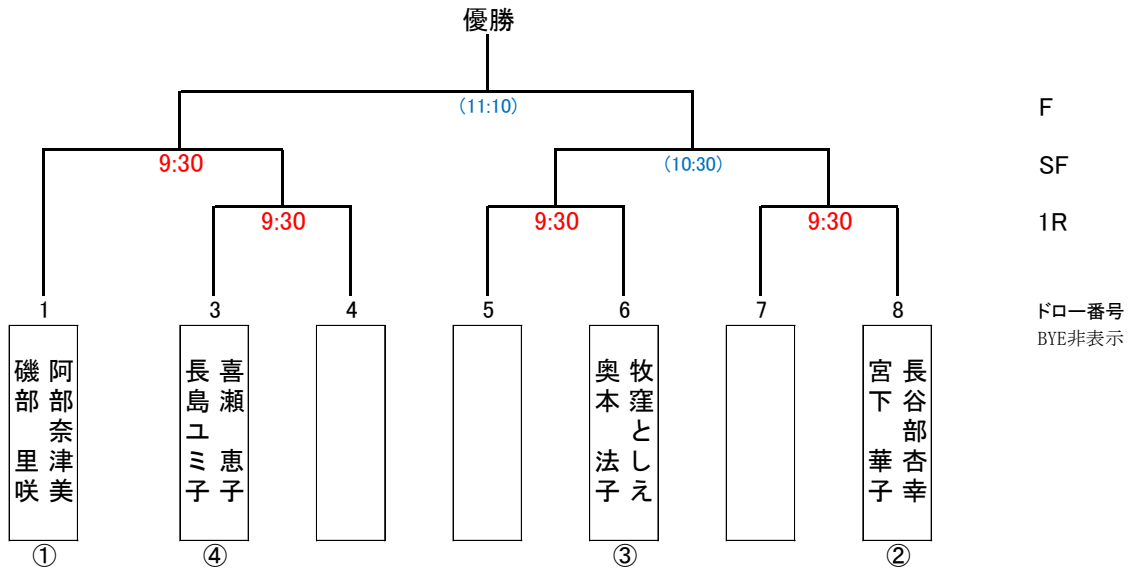 優勝
(11:10)
F
9:30
(10:30)
SF
9:30
9:30
9:30
1R
1
3
4
5
6
7
8
ドロー番号
BYE非表示
阿部奈津美
磯部 里咲
喜瀬 恵子
長島ユミ子
牧窪としえ
奥本 法子
長谷部杏幸
宮下 華子
①
④
③
②